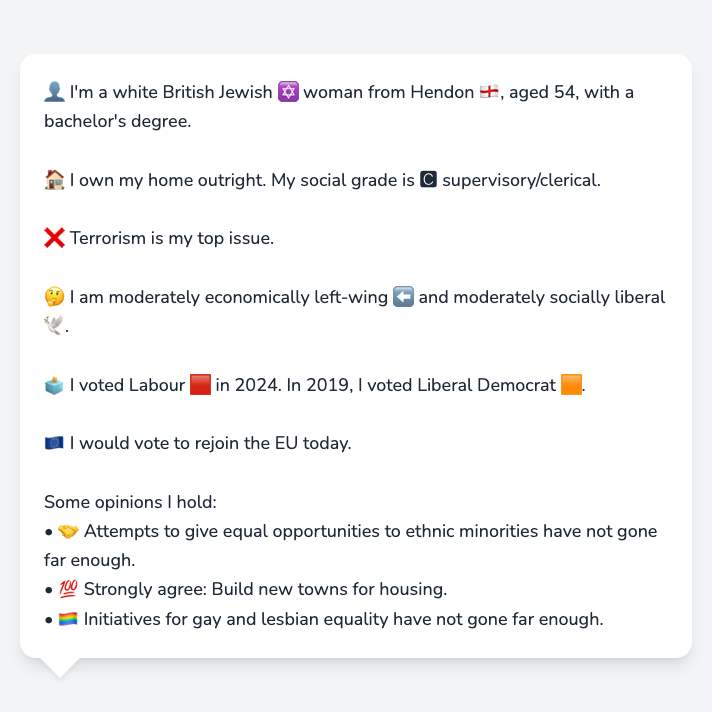 👤 I'm a white British Jewish 🔯 woman from Hendon 🏴󠁧󠁢󠁥󠁮󠁧󠁿, aged 54, with a
bachelor's degree.
🏠 I own my home outright. My social grade is 🅲 supervisory/clerical.
❌ Terrorism is my top issue.
🤔 I am moderately economically left-wing ⬅️ and moderately socially liberal
🕊️.
🗳️ I voted Labour 🟥 in 2024. In 2019, I voted Liberal Democrat 🟧.
🇪🇺 I would vote to rejoin the EU today.
Some opinions I hold:
• 🤝 Attempts to give equal opportunities to ethnic minorities have not gone
far enough.
• 💯 Strongly agree: Build new towns for housing.
• 🏳️‍🌈 Initiatives for gay and lesbian equality have not gone far enough.